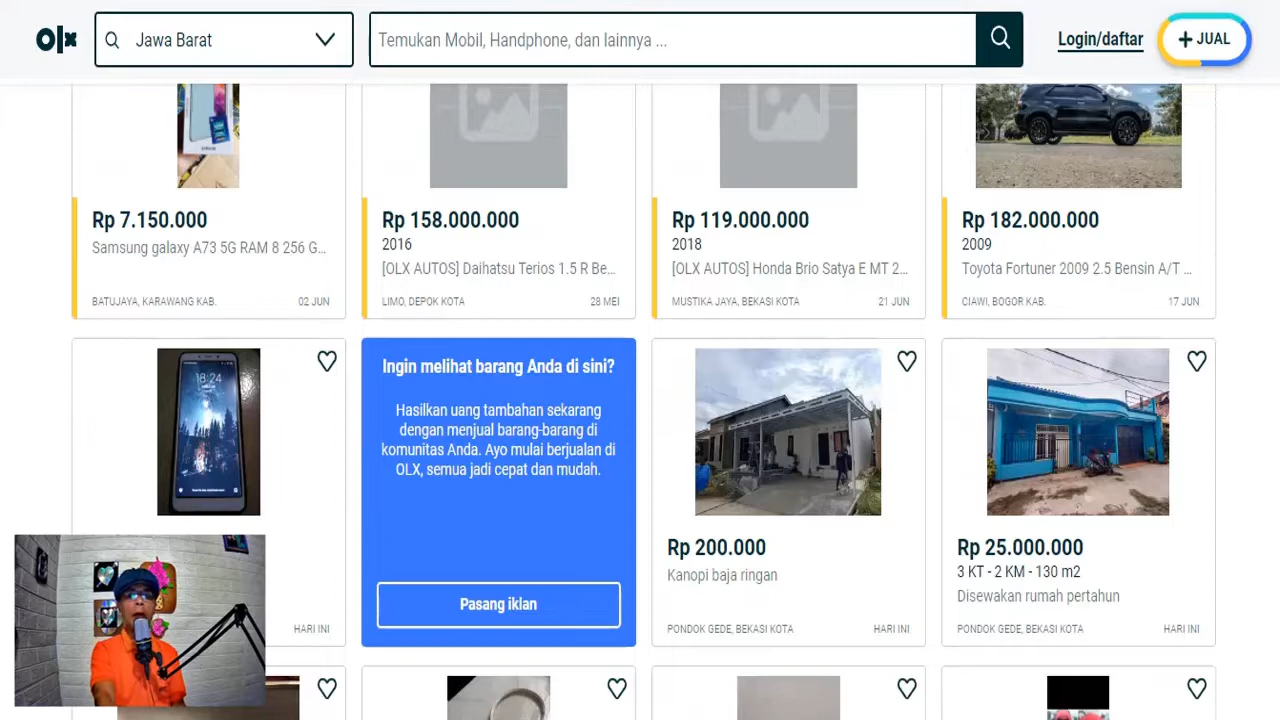 olx
Jawa Barat
Temukan Mobil, Handphone, dan lainnya ...
Login/daftar
+ JUAL
Rp 7.150.000
Samsung galaxy A73 5G RAM 8 256 G...
BATUJAYA, KARAWANG KAB.
02 JUN
Rp 158.000.000
2016
[OLX AUTOS] Daihatsu Terios 1.5 R Be...
LIMO, DEPOK KOTA
28 MEI
Rp 119.000.000
2018
[OLX AUTOS] Honda Brio Satya E MT 2...
MUSTIKA JAYA, BEKASI KOTA
21 JUN
Rp 182.000.000
2009
Toyota Fortuner 2009 2.5 Bensin A/T ...
CIAWI, BOGOR KAB.
17 JUN
18:24
HARI INI
Ingin melihat barang Anda di sini?
Hasilkan uang tambahan sekarang
dengan menjual barang-barang di
komunitas Anda. Ayo mulai berjualan di
OLX, semua jadi cepat dan mudah.
Pasang iklan
Rp 200.000
Kanopi baja ringan
PONDOK GEDE, BEKASI KOTA
HARI INI
Rp 25.000.000
3 KT - 2 KM - 130 m2
Disewakan rumah pertahun
PONDOK GEDE, BEKASI KOTA
HARI INI